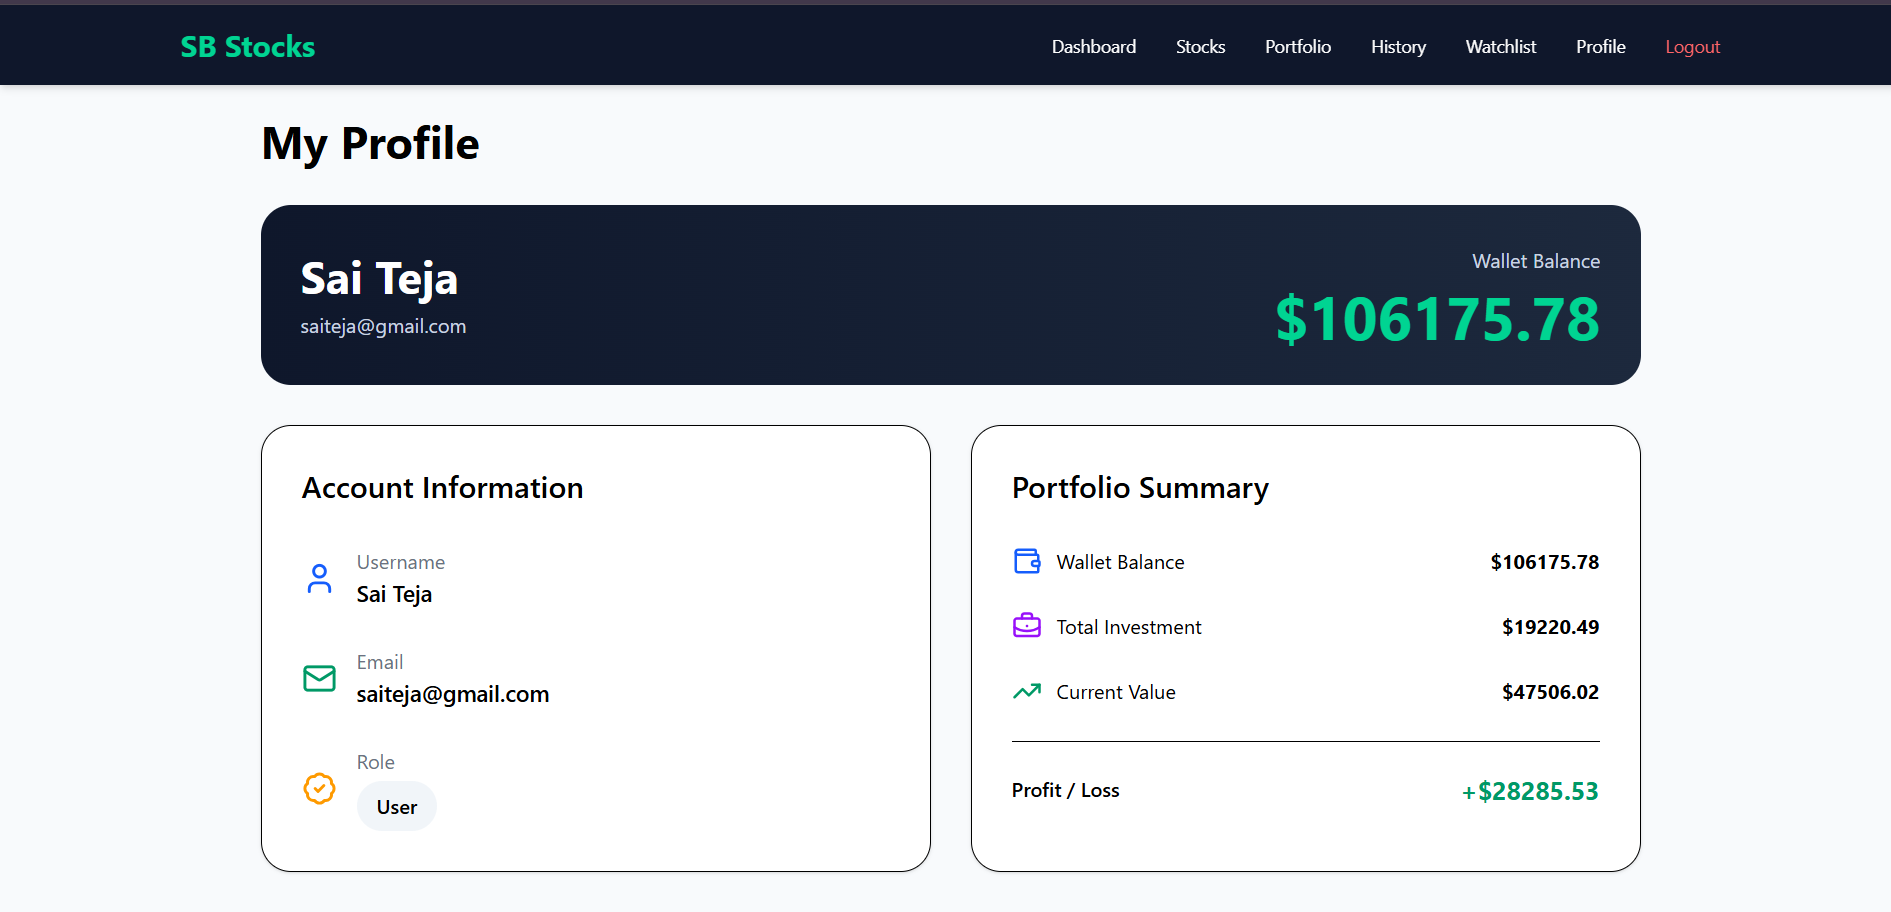 SB Stocks
Dashboard Stocks Portfolio History Watchlist Profile Logout
My Profile
Sai Teja
saiteja@gmail.com
Wallet Balance
$106175.78
Account Information
Username
Sai Teja
Email
saiteja@gmail.com
Role
User
Portfolio Summary
Wallet Balance $106175.78
Total Investment $19220.49
Current Value $47506.02
Profit / Loss +$28285.53